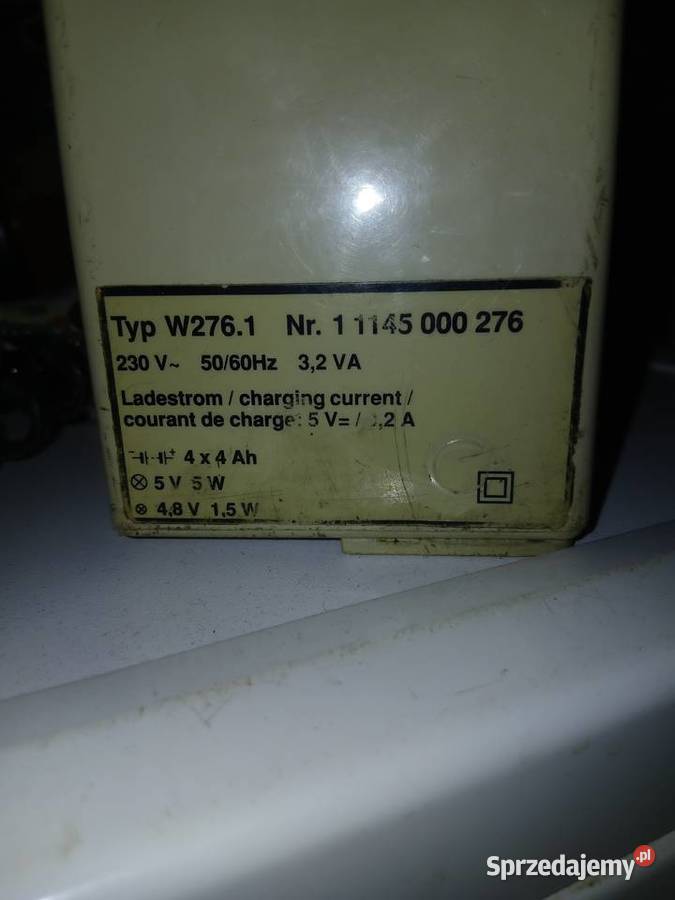 Typ W276.1 Nr. 1 1145 000 276
230 V~ 50/60Hz 3,2 VA
Ladestrom / charging current /
courant de charge: 5 V= / ,2 A
4 x 4 Ah
5 V 5 W
4,8 V 1,5 W
Sprzedajemy.pl